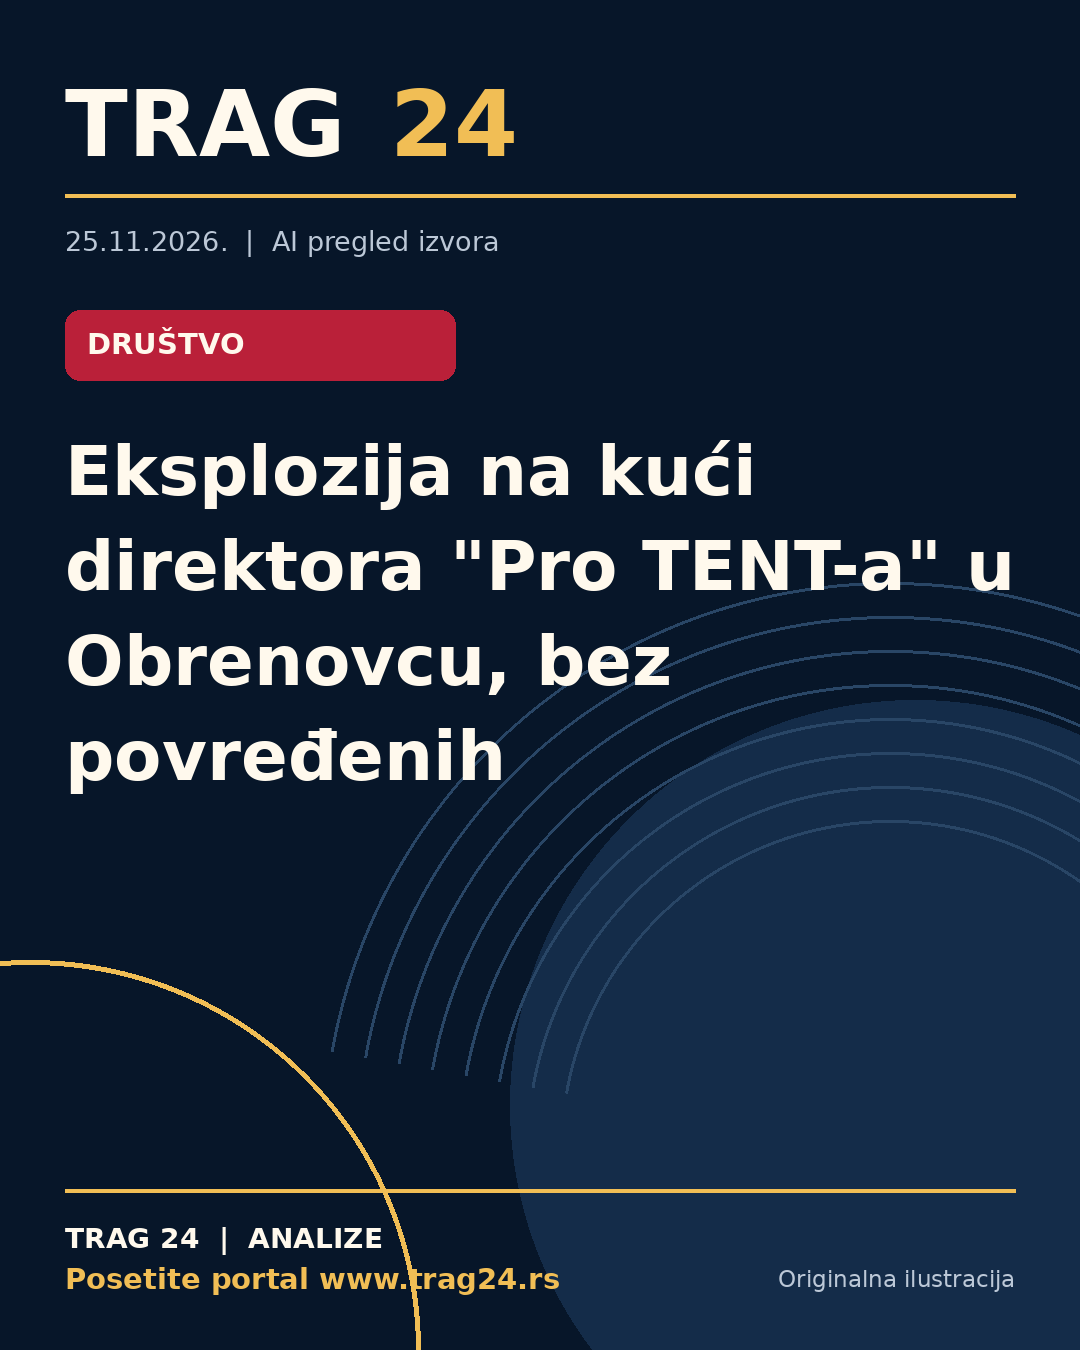 TRAG 24
25.11.2026. | AI pregled izvora
DRUŠTVO
Eksplozija na kući
direktora "Pro TENT-a" u
Obrenovcu, bez
povređenih
TRAG 24 | ANALIZE
Posetite portal www.trag24.rs
Originalna ilustracija